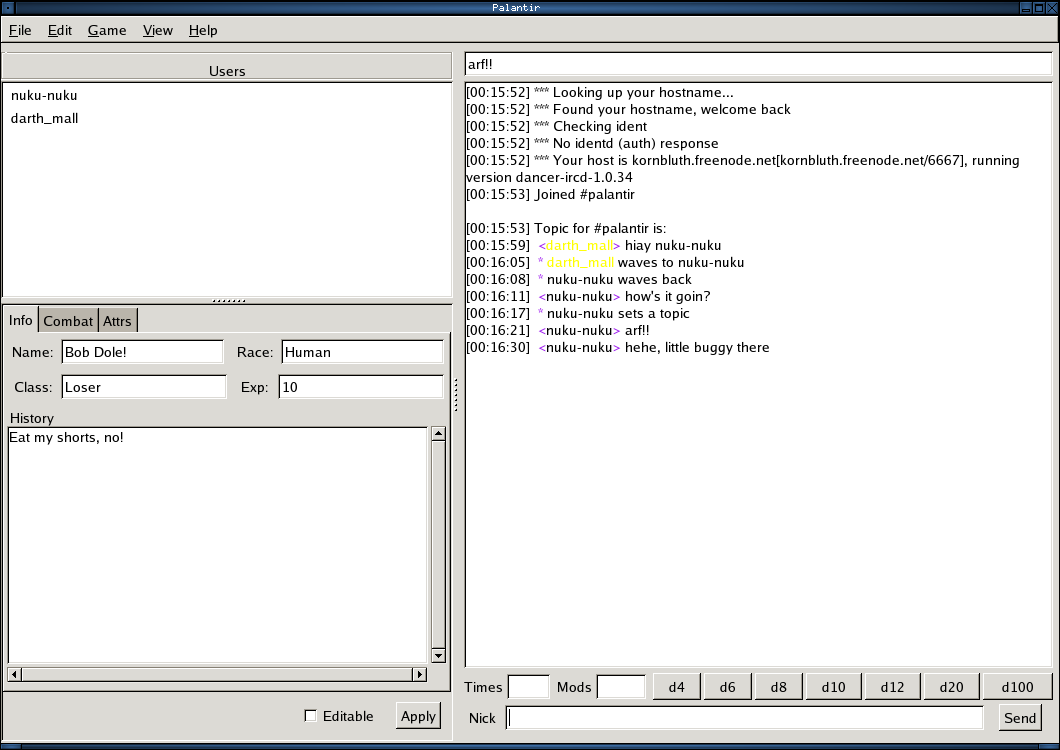 Palantir
File Edit Game View Help
Users
nuku-nuku
darth_mall
Info Combat Attrs
Name: Bob Dole! Race: Human
Class: Loser Exp: 10
History
Eat my shorts, no!
Editable Apply
arf!!
[00:15:52] *** Looking up your hostname...
[00:15:52] *** Found your hostname, welcome back
[00:15:52] *** Checking ident
[00:15:52] *** No identd (auth) response
[00:15:52] *** Your host is kornbluth.freenode.net[kornbluth.freenode.net/6667], running
version dancer-ircd-1.0.34
[00:15:53] Joined #palantir
[00:15:53] Topic for #palantir is:
[00:15:59] <darth_mall> hiay nuku-nuku
[00:16:05] * darth_mall waves to nuku-nuku
[00:16:08] * nuku-nuku waves back
[00:16:11] <nuku-nuku> how's it goin?
[00:16:17] * nuku-nuku sets a topic
[00:16:21] <nuku-nuku> arf!!
[00:16:30] <nuku-nuku> hehe, little buggy there
Times Mods d4 d6 d8 d10 d12 d20 d100
Nick Send